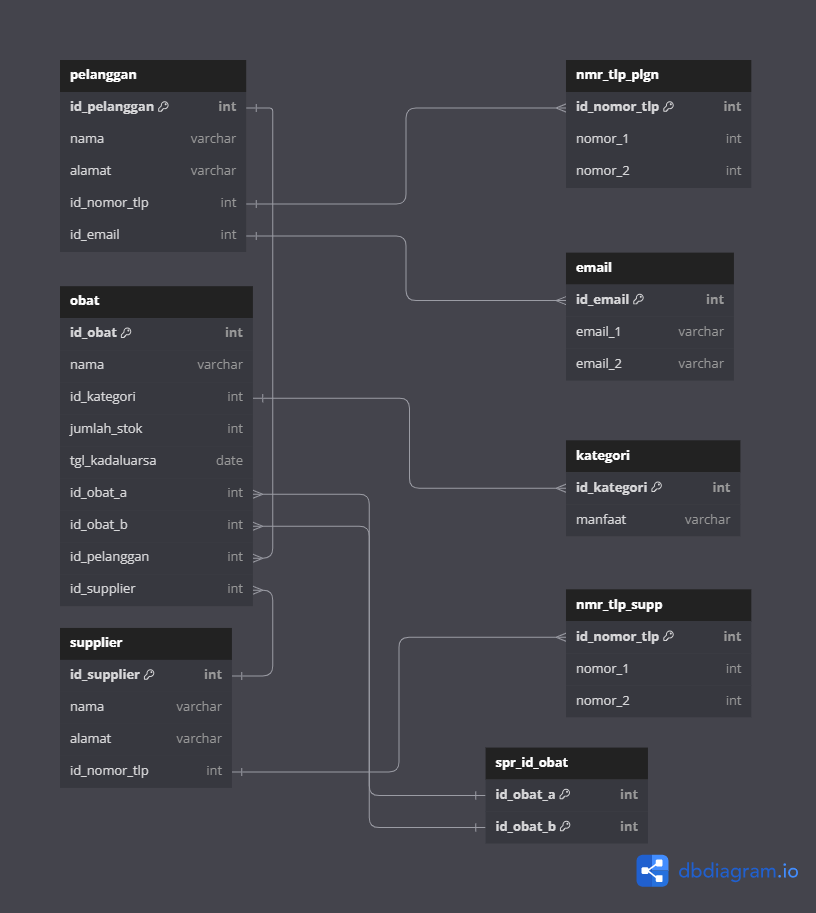 pelanggan
id_pelanggan int
nama varchar
alamat varchar
id_nomor_tlp int
id_email int
obat
id_obat int
nama varchar
id_kategori int
jumlah_stok int
tgl_kadaluarsa date
id_obat_a int
id_obat_b int
id_pelanggan int
id_supplier int
supplier
id_supplier int
nama varchar
alamat varchar
id_nomor_tlp int
nmr_tlp_plgn
id_nomor_tlp int
nomor_1 int
nomor_2 int
email
id_email int
email_1 varchar
email_2 varchar
kategori
id_kategori int
manfaat varchar
nmr_tlp_supp
id_nomor_tlp int
nomor_1 int
nomor_2 int
spr_id_obat
id_obat_a int
id_obat_b int
dbdiagram.io